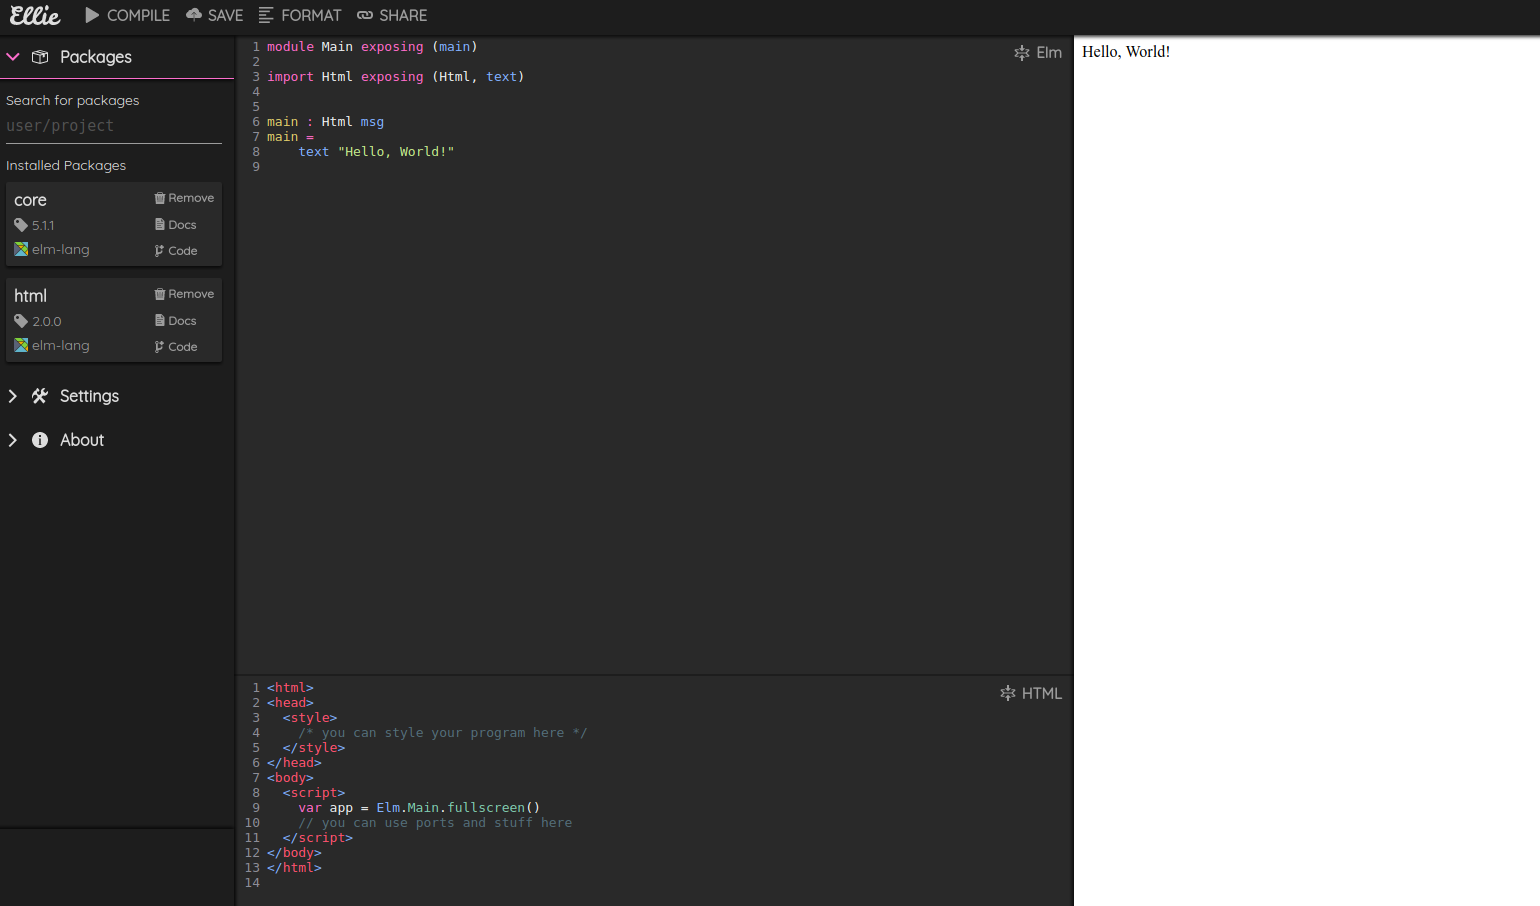 Ellie COMPILE SAVE FORMAT SHARE
Packages
Search for packages
user/project
Installed Packages
core Remove
5.1.1 Docs
elm-lang Code
html Remove
2.0.0 Docs
elm-lang Code
Settings
About
Elm
1 module Main exposing (main)
2
3 import Html exposing (Html, text)
4
5
6 main : Html msg
7 main =
8     text "Hello, World!"
9
HTML
1 <html>
2 <head>
3   <style>
4     /* you can style your program here */
5   </style>
6 </head>
7 <body>
8   <script>
9     var app = Elm.Main.fullscreen()
10     // you can use ports and stuff here
11   </script>
12 </body>
13 </html>
14
Hello, World!